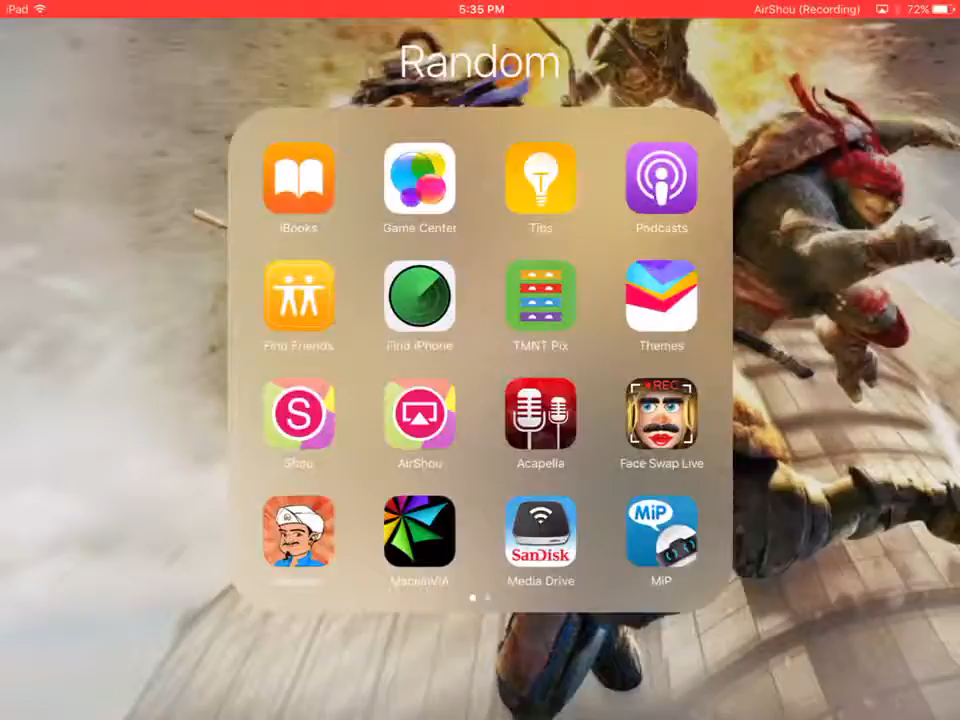 iPad 5:35 PM AirShou (Recording) 72%
Random
iBooks Game Center Tips Podcasts
Find Friends Find iPhone TMNT Pix Themes
S REC
Shou AirShou Acapella Face Swap Live
SanDisk MiP
MackinVIA Media Drive MiP